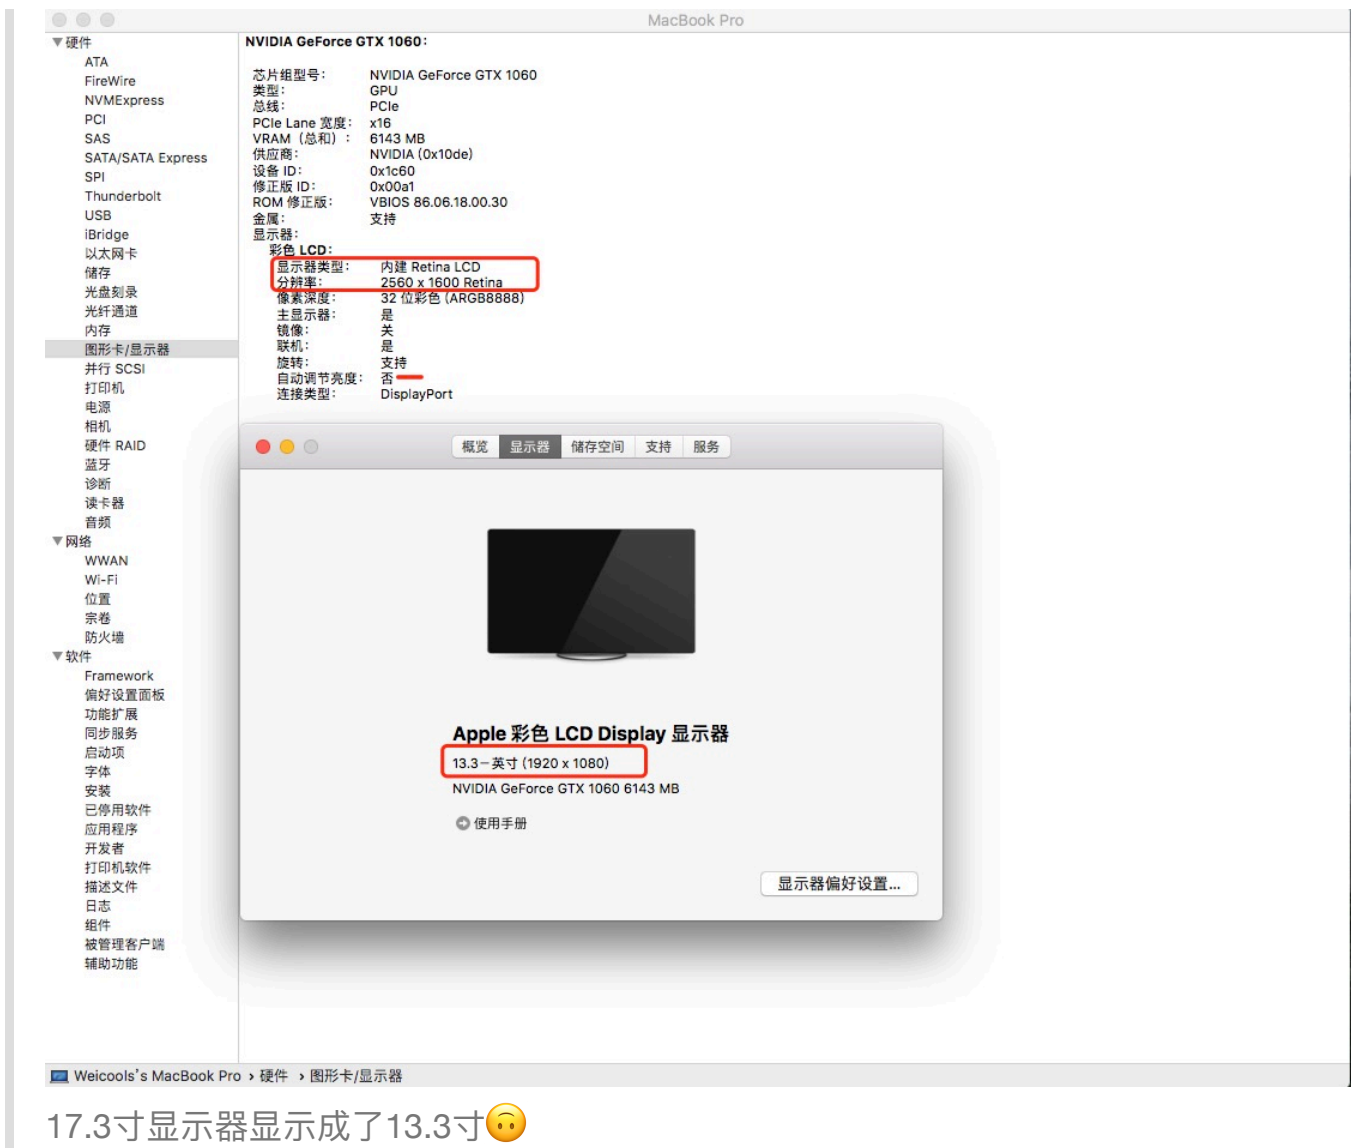 MacBook Pro
▼硬件
ATA
FireWire
NVMExpress
PCI
SAS
SATA/SATA Express
SPI
Thunderbolt
USB
iBridge
以太网卡
储存
光盘刻录
光纤通道
内存
图形卡/显示器
并行 SCSI
打印机
电源
相机
硬件 RAID
蓝牙
诊断
读卡器
音频
▼网络
WWAN
Wi-Fi
位置
宗卷
防火墙
▼软件
Framework
偏好设置面板
功能扩展
同步服务
启动项
字体
安装
已停用软件
应用程序
开发者
打印机软件
描述文件
日志
组件
被管理客户端
辅助功能
NVIDIA GeForce GTX 1060：
芯片组型号： NVIDIA GeForce GTX 1060
类型： GPU
总线： PCIe
PCIe Lane 宽度： x16
VRAM（总和）： 6143 MB
供应商： NVIDIA (0x10de)
设备 ID： 0x1c60
修正版 ID： 0x00a1
ROM 修正版： VBIOS 86.06.18.00.30
金属： 支持
显示器：
彩色 LCD：
显示器类型： 内建 Retina LCD
分辨率： 2560 x 1600 Retina
像素深度： 32 位彩色 (ARGB8888)
主显示器： 是
镜像： 关
联机： 是
旋转： 支持
自动调节亮度： 否
连接类型： DisplayPort
概览 显示器 储存空间 支持 服务
Apple 彩色 LCD Display 显示器
13.3－英寸 (1920 x 1080)
NVIDIA GeForce GTX 1060 6143 MB
使用手册
显示器偏好设置...
Weicools's MacBook Pro › 硬件 › 图形卡/显示器
17.3寸显示器显示成了13.3寸🙃